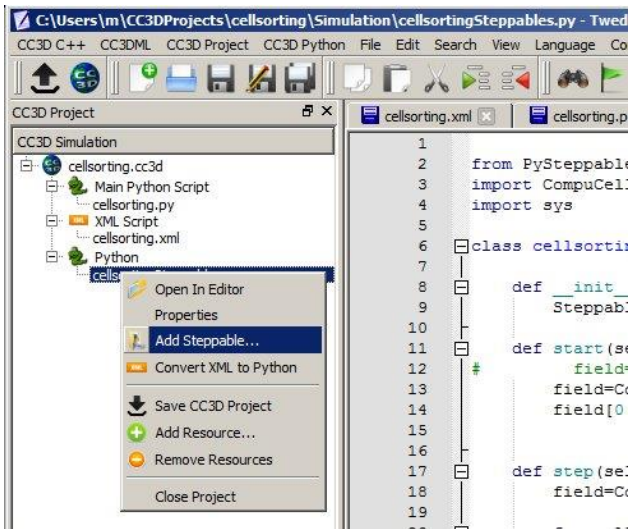 C:\Users\m\CC3DProjects\cellsorting\Simulation\cellsortingSteppables.py - Twed
CC3D C++ CC3DML CC3D Project CC3D Python File Edit Search View Language Co
CC3D Project
cellsorting.xml
cellsorting.p
CC3D Simulation
cellsorting.cc3d
Main Python Script
cellsorting.py
XML Script
cellsorting.xml
Python
Open In Editor
Properties
Add Steppable...
Convert XML to Python
Save CC3D Project
Add Resource...
Remove Resources
Close Project
1
2 from PySteppable
3 import CompuCell
4 import sys
5
6 class cellsortin
7
8 def __init__
9 Steppabl
10
11 def start(se
12 # field=
13 field=Co
14 field[0
15
16
17 def step(sel
18 field=Co
19